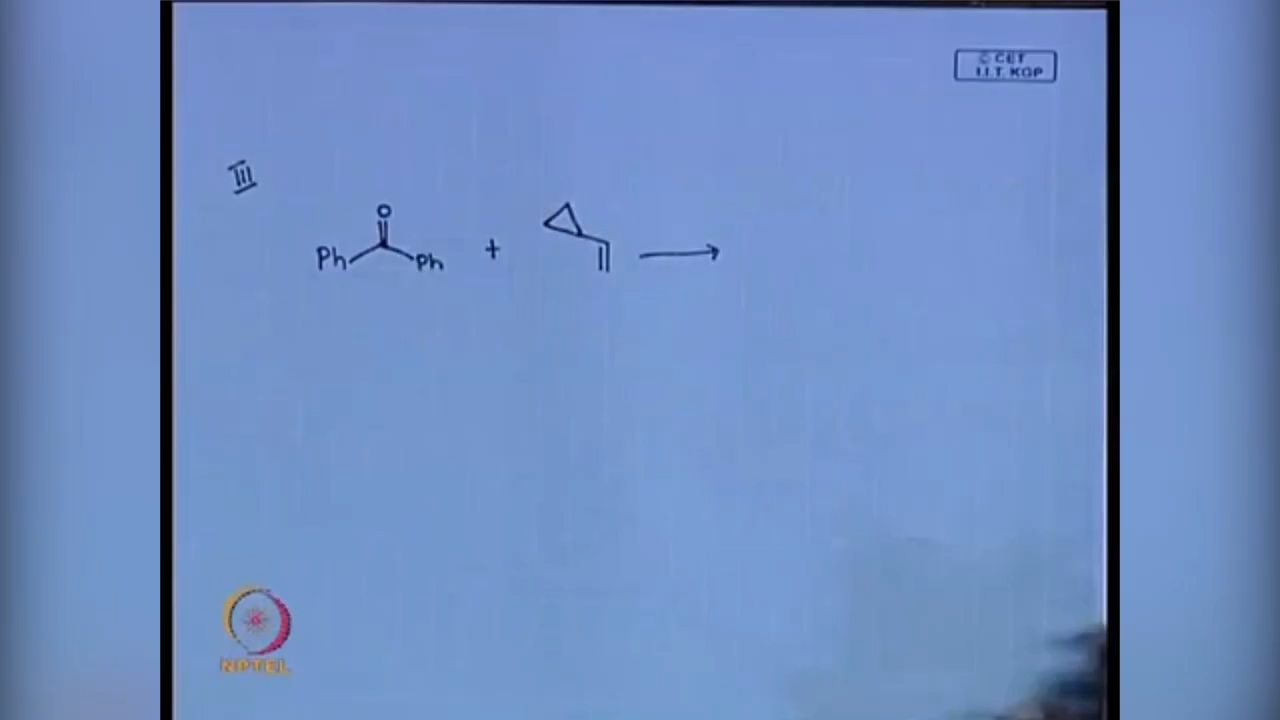 © CET
I.I.T. KGP
III
O
Ph Ph + →
NPTEL